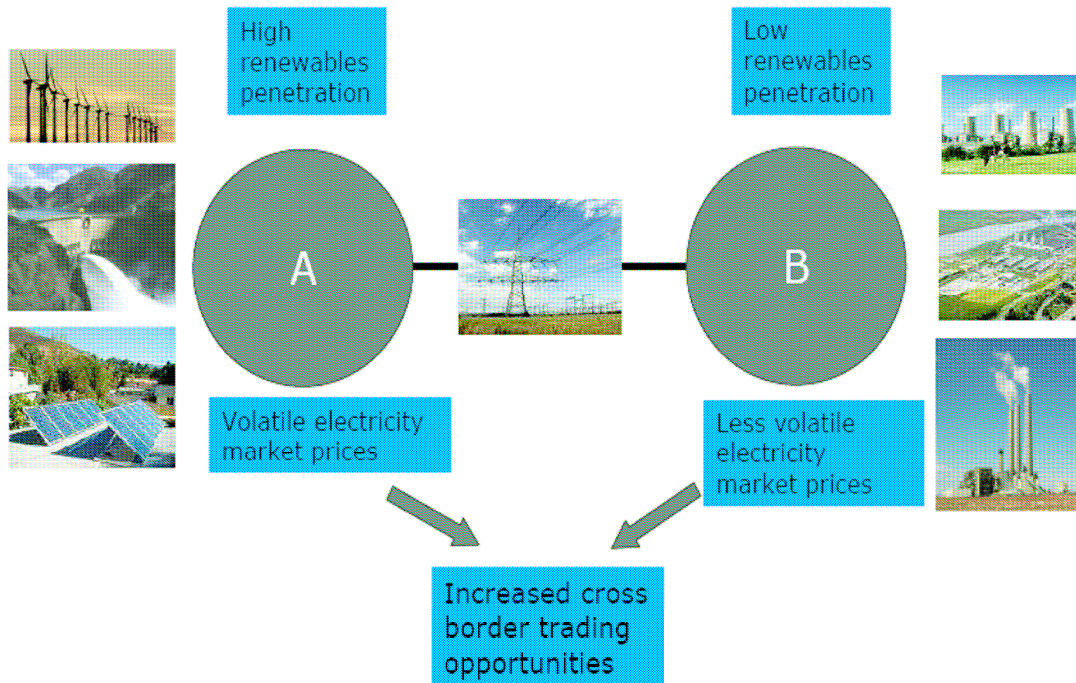 High
renewables
penetration
Low
renewables
penetration
A
B
Volatile electricity
market prices
Less volatile
electricity
market prices
Increased cross
border trading
opportunities